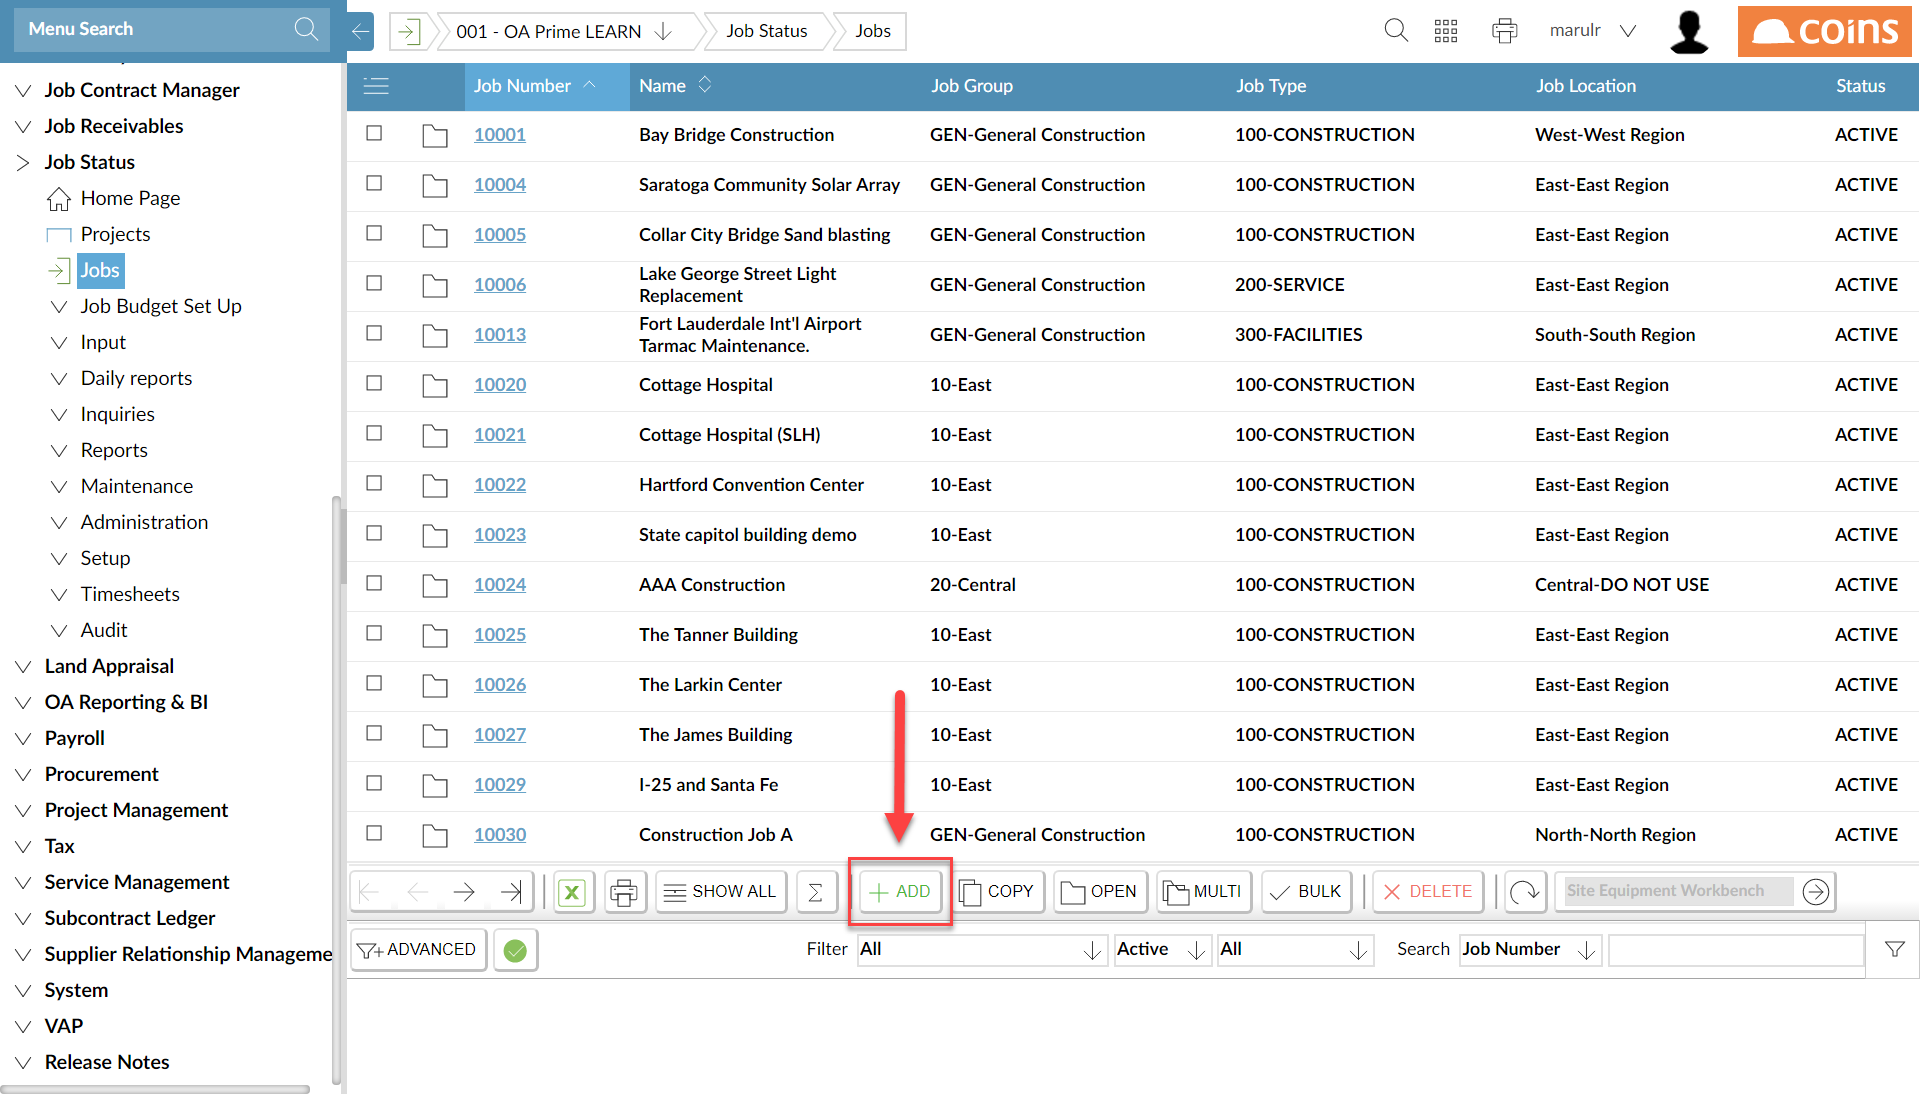 Menu Search
001 - OA Prime LEARN
Job Status
Jobs
marulr
coins
Job Contract Manager
Job Receivables
Job Status
Home Page
Projects
Jobs
Job Budget Set Up
Input
Daily reports
Inquiries
Reports
Maintenance
Administration
Setup
Timesheets
Audit
Land Appraisal
OA Reporting & BI
Payroll
Procurement
Project Management
Tax
Service Management
Subcontract Ledger
Supplier Relationship Manageme
System
VAP
Release Notes
Job Number Name Job Group Job Type Job Location Status
10001 Bay Bridge Construction GEN-General Construction 100-CONSTRUCTION West-West Region ACTIVE
10004 Saratoga Community Solar Array GEN-General Construction 100-CONSTRUCTION East-East Region ACTIVE
10005 Collar City Bridge Sand blasting GEN-General Construction 100-CONSTRUCTION East-East Region ACTIVE
Lake George Street Light
10006 Replacement GEN-General Construction 200-SERVICE East-East Region ACTIVE
Fort Lauderdale Int'l Airport
10013 Tarmac Maintenance. GEN-General Construction 300-FACILITIES South-South Region ACTIVE
10020 Cottage Hospital 10-East 100-CONSTRUCTION East-East Region ACTIVE
10021 Cottage Hospital (SLH) 10-East 100-CONSTRUCTION East-East Region ACTIVE
10022 Hartford Convention Center 10-East 100-CONSTRUCTION East-East Region ACTIVE
10023 State capitol building demo 10-East 100-CONSTRUCTION East-East Region ACTIVE
10024 AAA Construction 20-Central 100-CONSTRUCTION Central-DO NOT USE ACTIVE
10025 The Tanner Building 10-East 100-CONSTRUCTION East-East Region ACTIVE
10026 The Larkin Center 10-East 100-CONSTRUCTION East-East Region ACTIVE
10027 The James Building 10-East 100-CONSTRUCTION East-East Region ACTIVE
10029 I-25 and Santa Fe 10-East 100-CONSTRUCTION East-East Region ACTIVE
10030 Construction Job A GEN-General Construction 100-CONSTRUCTION North-North Region ACTIVE
X SHOW ALL Σ ADD COPY OPEN MULTI BULK DELETE Site Equipment Workbench
ADVANCED Filter All Active All Search Job Number